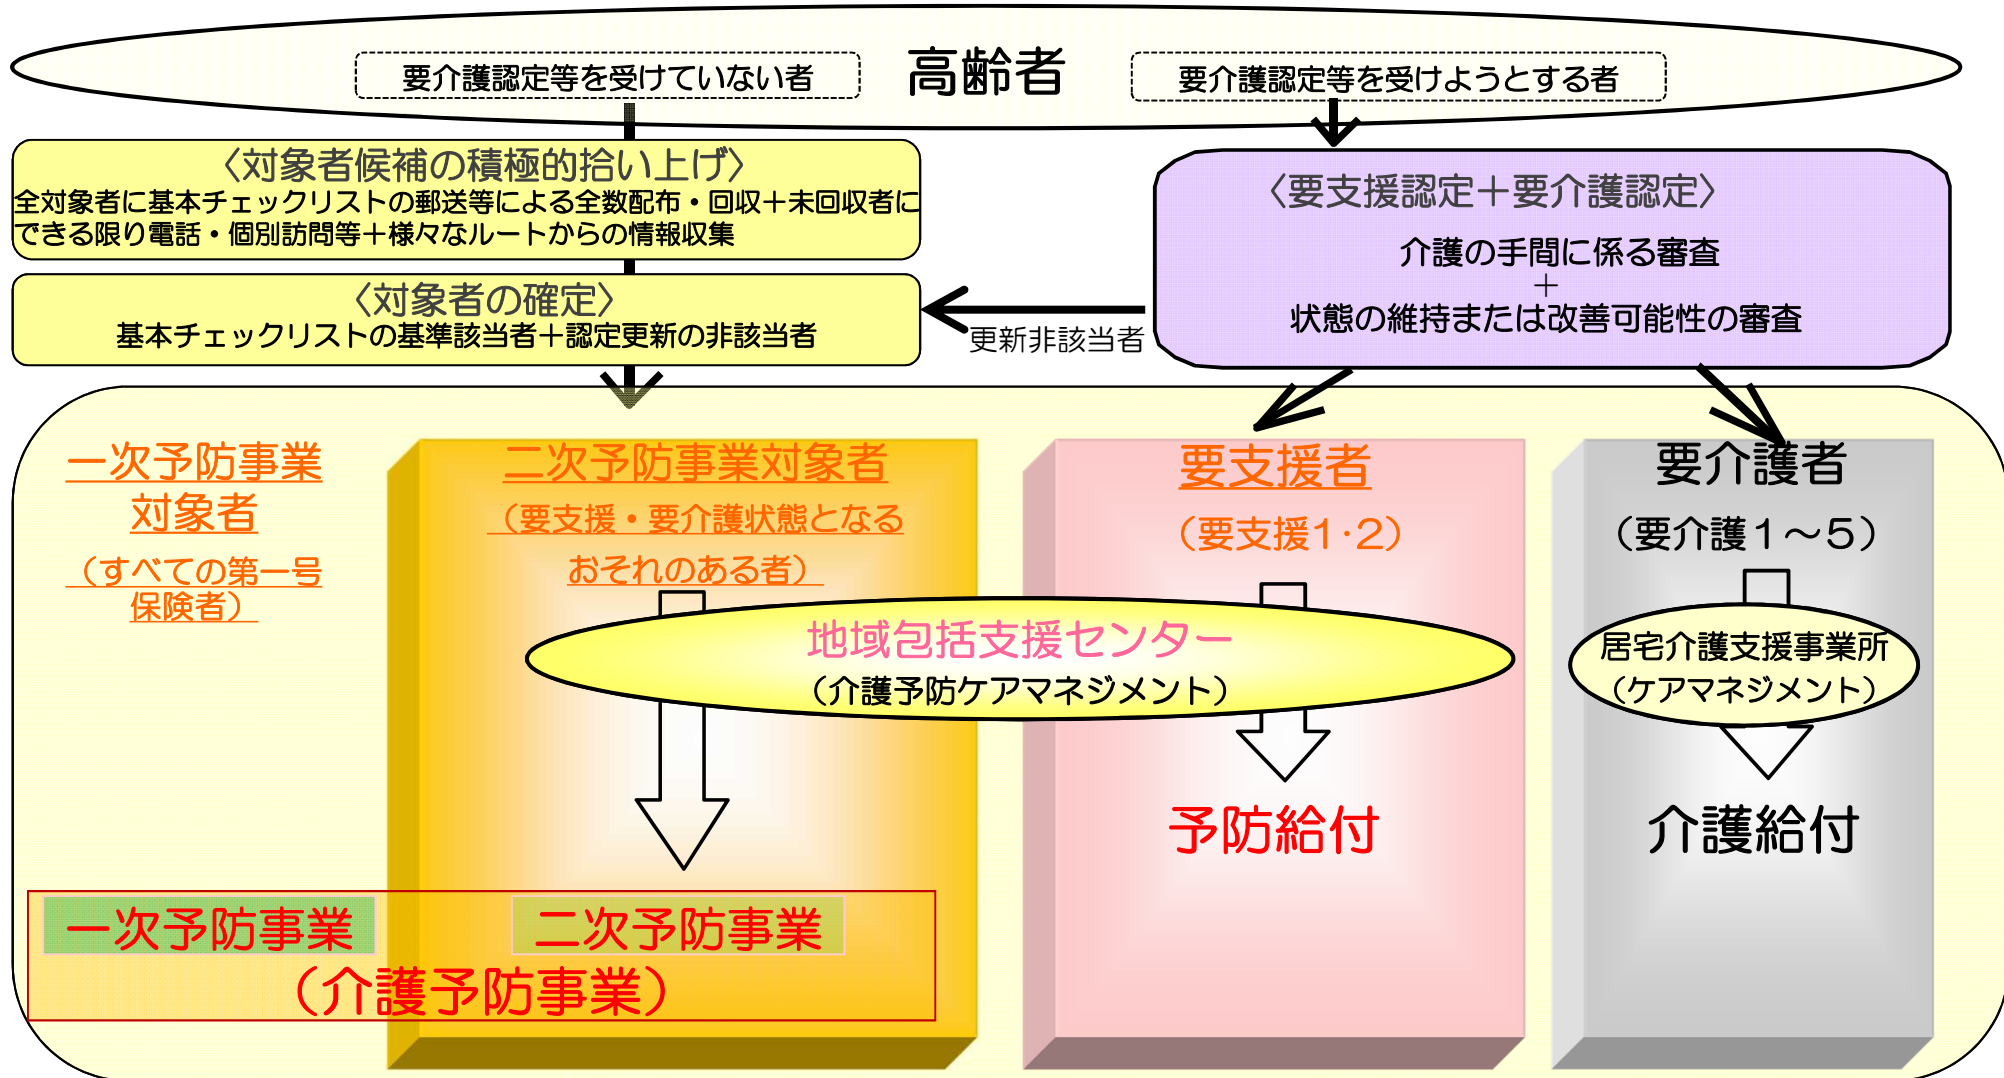 高齢者
要介護認定等を受けていない者
要介護認定等を受けようとする者
〈対象者候補の積極的拾い上げ〉
全対象者に基本チェックリストの郵送等による全数配布・回収＋未回収者に
できる限り電話・個別訪問等＋様々なルートからの情報収集
〈対象者の確定〉
基本チェックリストの基準該当者＋認定更新の非該当者
〈要支援認定＋要介護認定〉
介護の手間に係る審査
＋
状態の維持または改善可能性の審査
更新非該当者
一次予防事業
対象者
（すべての第一号
保険者）
二次予防事業対象者
（要支援・要介護状態となる
おそれのある者）
要支援者
（要支援1・2）
要介護者
（要介護１～５）
地域包括支援センター
（介護予防ケアマネジメント）
居宅介護支援事業所
（ケアマネジメント）
予防給付
介護給付
一次予防事業
二次予防事業
（介護予防事業）